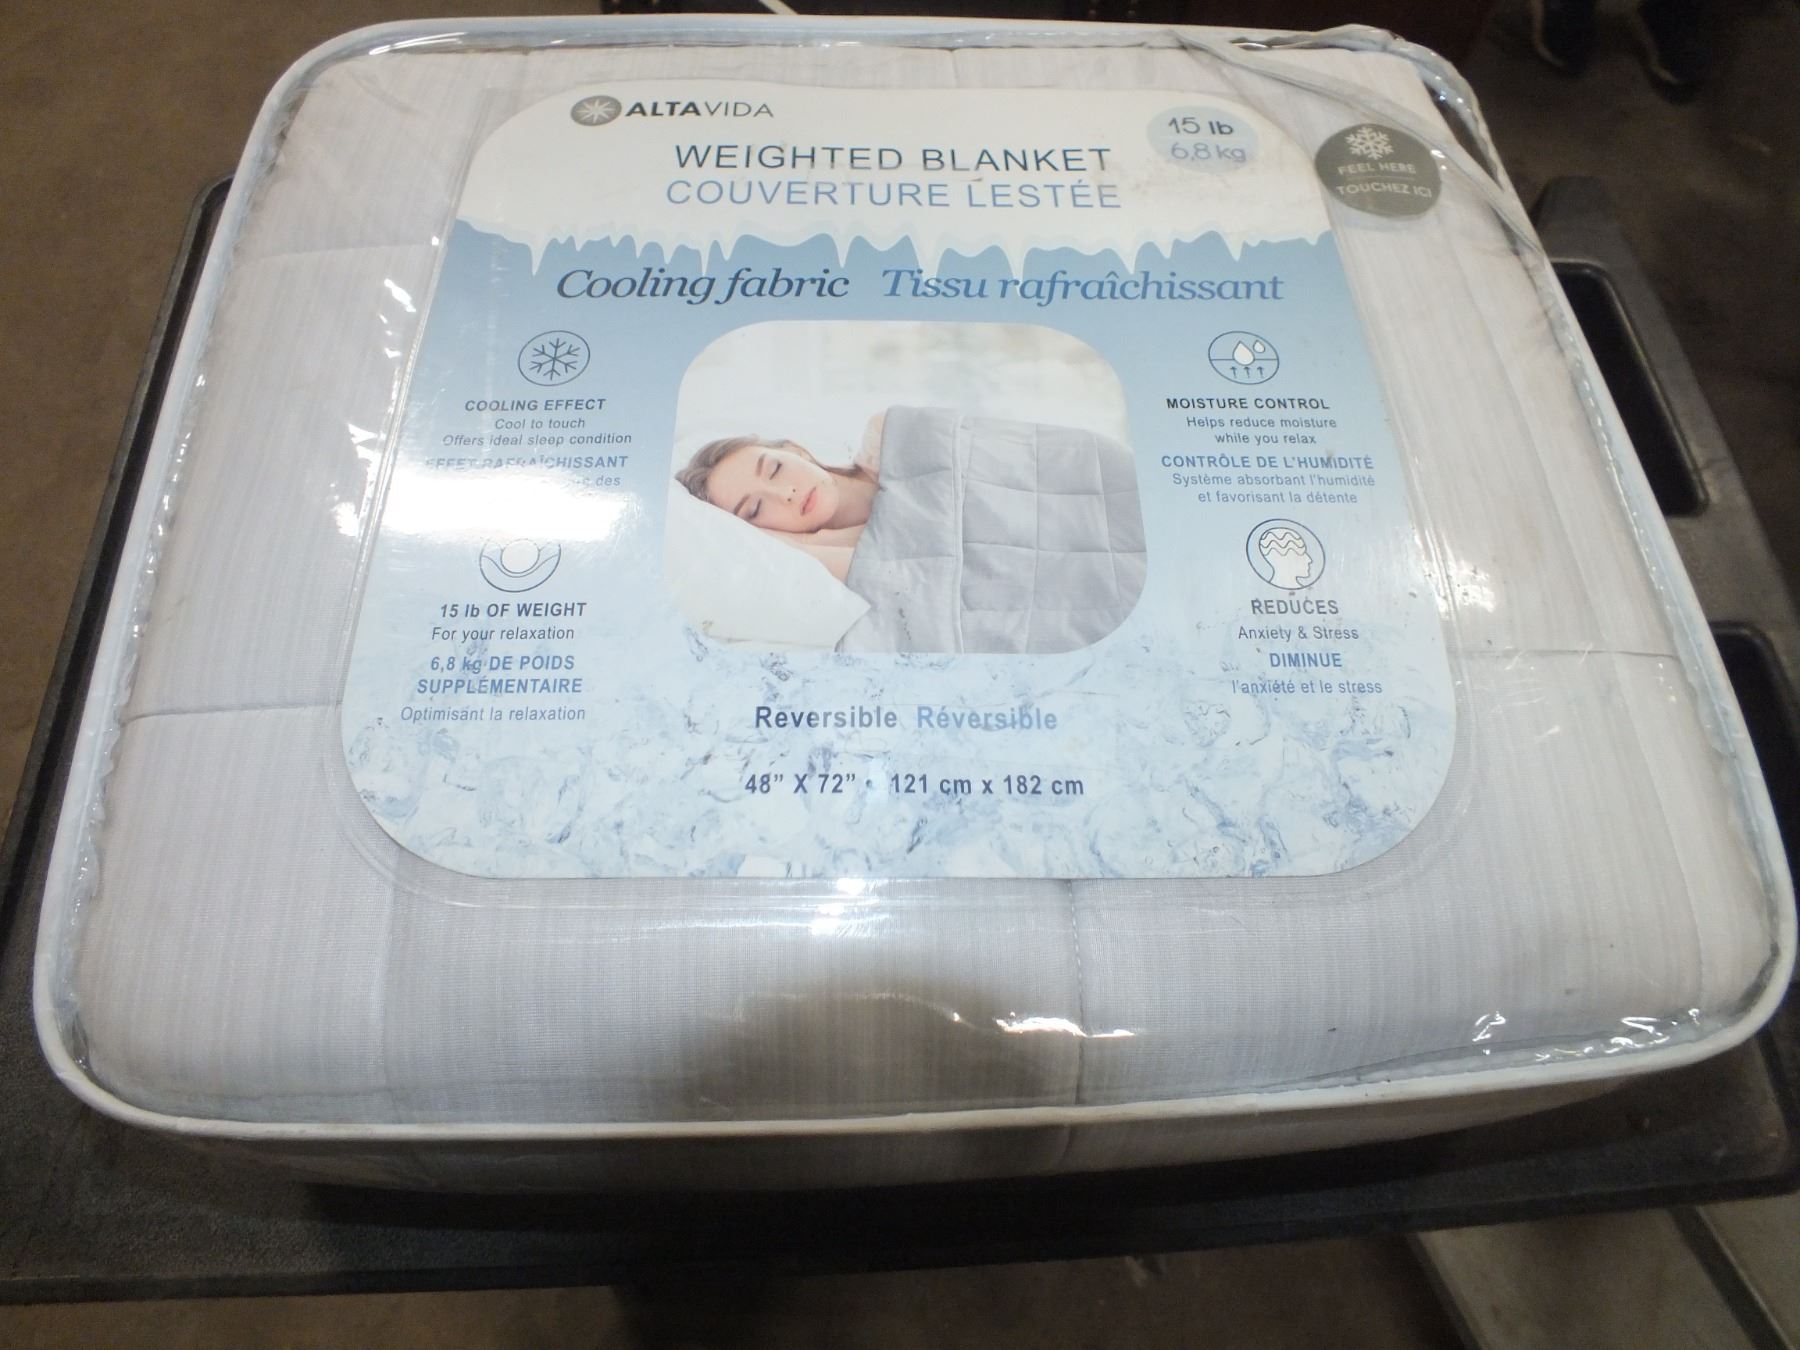 ALTAVIDA
15 lb
6,8 kg
WEIGHTED BLANKET
COUVERTURE LESTÉE
FEEL HERE
TOUCHEZ ICI
Cooling fabric Tissu rafraîchissant
COOLING EFFECT
Cool to touch
Offers ideal sleep condition
EFFET RAFRAÎCHISSANT
des
15 lb OF WEIGHT
For your relaxation
6,8 kg DE POIDS
SUPPLÉMENTAIRE
Optimisant la relaxation
MOISTURE CONTROL
Helps reduce moisture
while you relax
CONTRÔLE DE L'HUMIDITÉ
Système absorbant l'humidité
et favorisant la détente
REDUCES
Anxiety & Stress
DIMINUE
l'anxiété et le stress
Reversible Réversible
48" X 72" • 121 cm x 182 cm